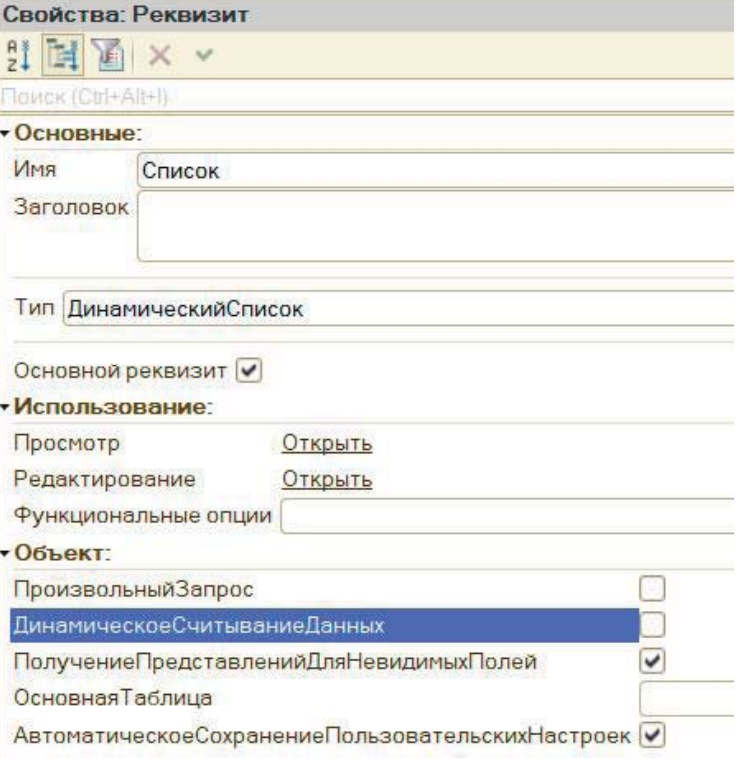 Свойства: Реквизит
Поиск (Ctrl+Alt+I)
Основные:
Имя Список
Заголовок
Тип ДинамическийСписок
Основной реквизит
Использование:
Просмотр Открыть
Редактирование Открыть
Функциональные опции
Объект:
ПроизвольныйЗапрос
ДинамическоеСчитываниеДанных
ПолучениеПредставленийДляНевидимыхПолей
ОсновнаяТаблица
АвтоматическоеСохранениеПользовательскихНастроек